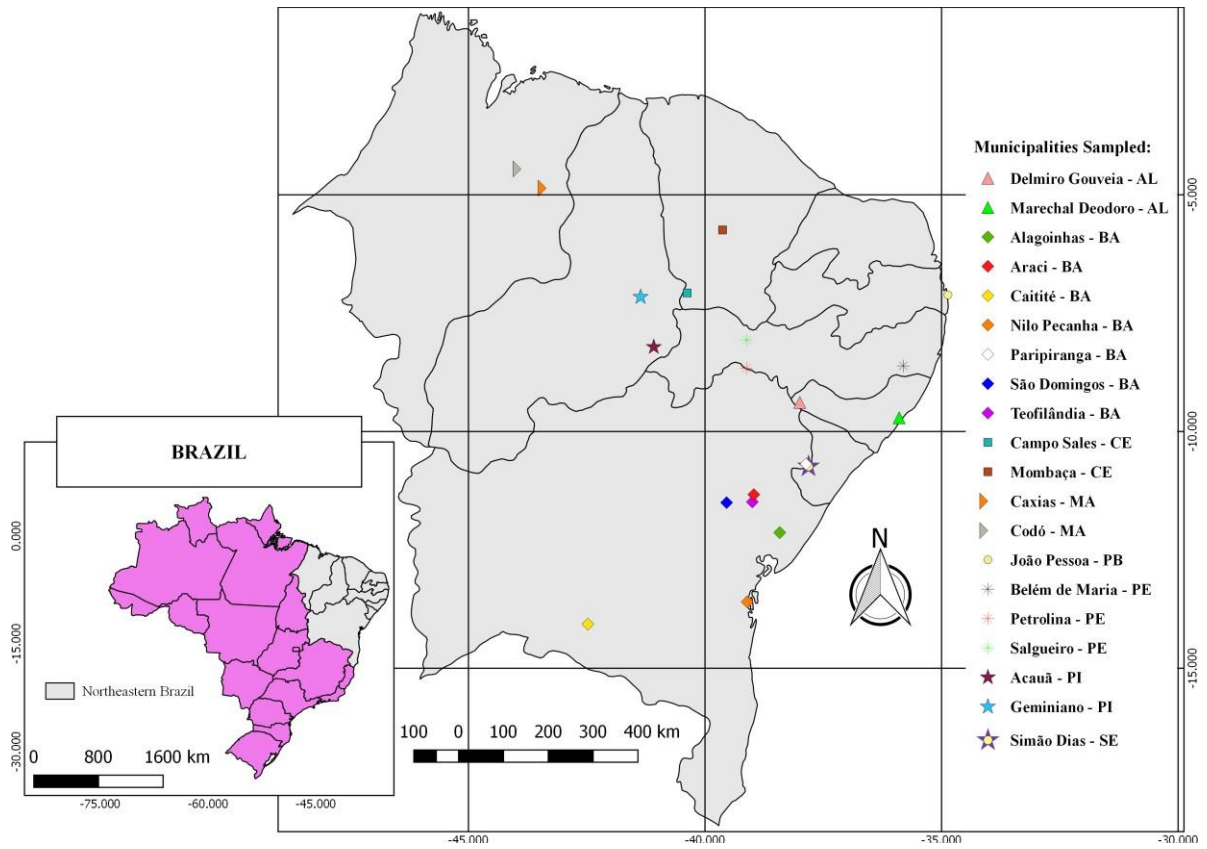 Municipalities Sampled:
Delmiro Gouveia - AL
Marechal Deodoro - AL
Alagoinhas - BA
Araci - BA
Caitité - BA
Nilo Pecanha - BA
Paripiranga - BA
São Domingos - BA
Teofilândia - BA
Campo Sales - CE
Mombaça - CE
Caxias - MA
Codó - MA
João Pessoa - PB
Belém de Maria - PE
Petrolina - PE
Salgueiro - PE
Acauã - PI
Geminiano - PI
Simão Dias - SE
-5.000
-10.000
-15.000
N
BRAZIL
0.000
-15.000
-30.000
Northeastern Brazil
0 800 1600 km
-75.000 -60.000 -45.000
100 0 100 200 300 400 km
-45.000 -40.000 -35.000 -30.000